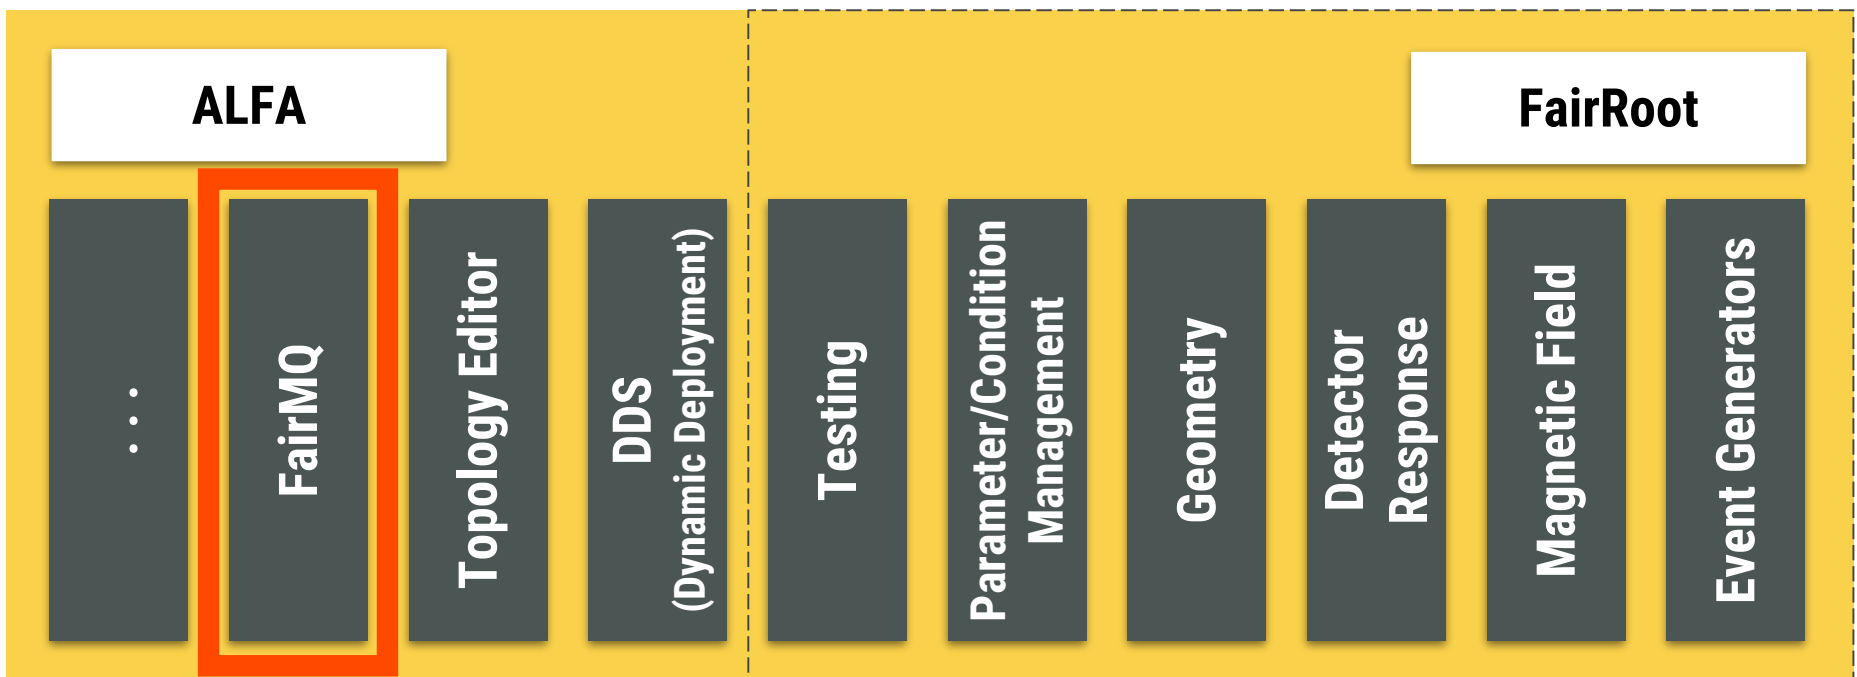 ALFA
FairRoot
...
FairMQ
Topology Editor
DDS
(Dynamic Deployment)
Testing
Parameter/Condition
Management
Geometry
Detector
Response
Magnetic Field
Event Generators